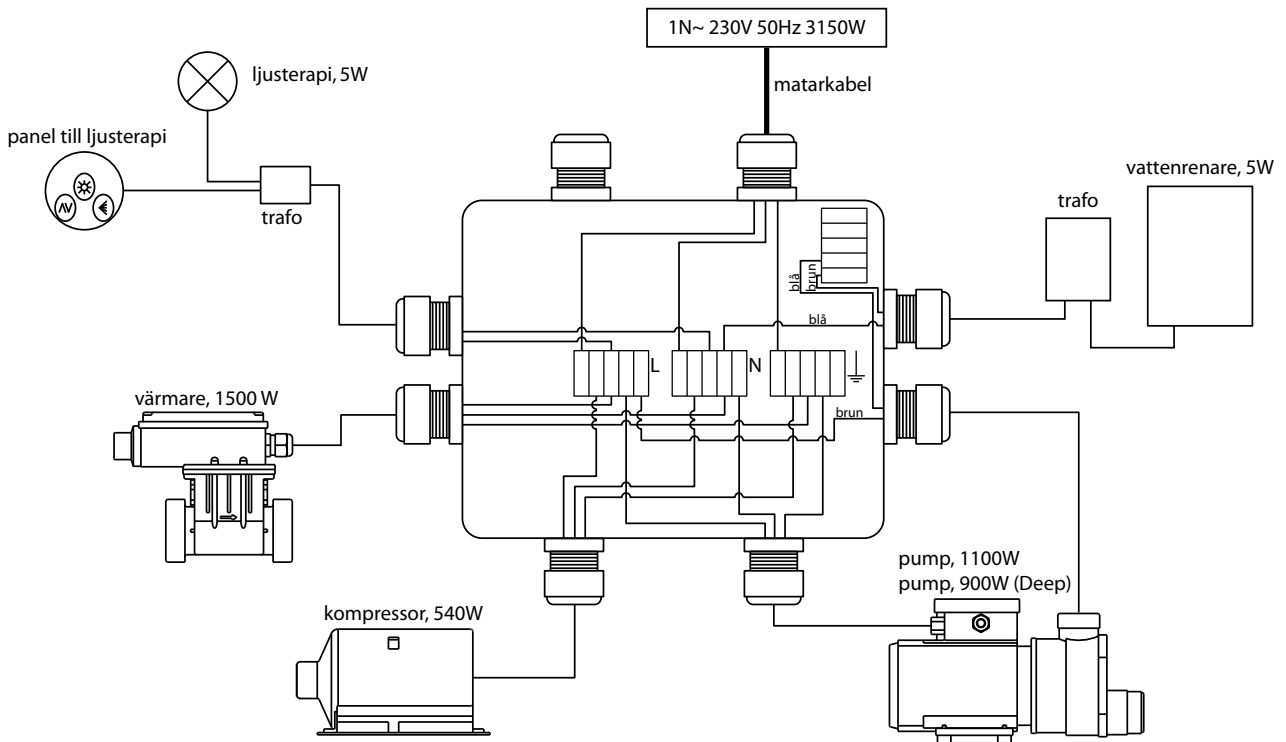 1N~ 230V 50Hz 3150W
matarkabel
ljusterapi, 5W
panel till ljusterapi
trafo
vattenrenare, 5W
trafo
blå
brun
blå
L
N
värmare, 1500 W
brun
pump, 1100W
pump, 900W (Deep)
kompressor, 540W